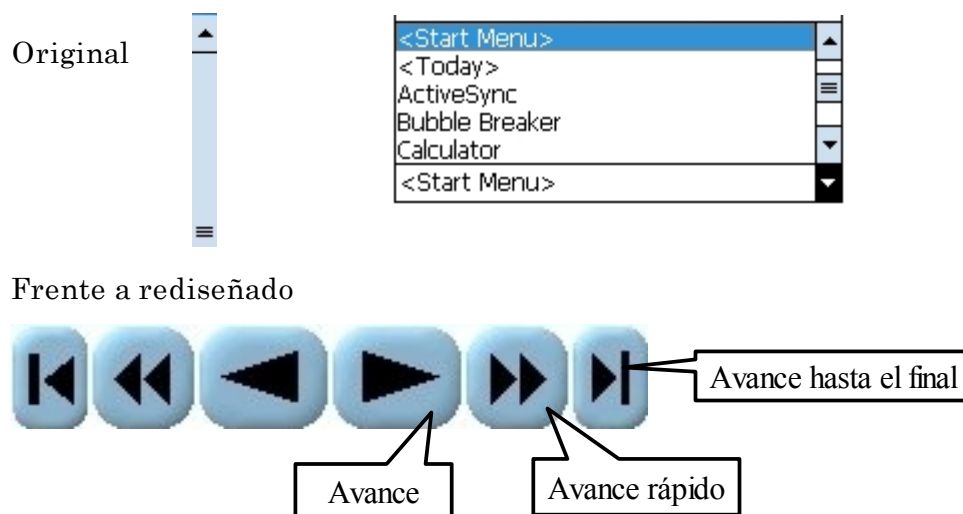 Original
<Start Menu>
<Today>
ActiveSync
Bubble Breaker
Calculator
<Start Menu>
Frente a rediseñado
Avance hasta el final
Avance
Avance rápido